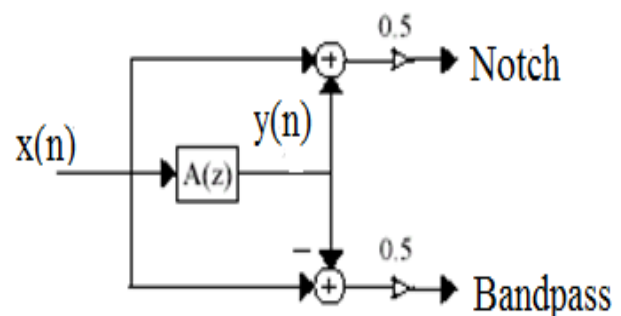 0.5
Notch
+
y(n)
x(n)
A(z)
−
0.5
+
Bandpass